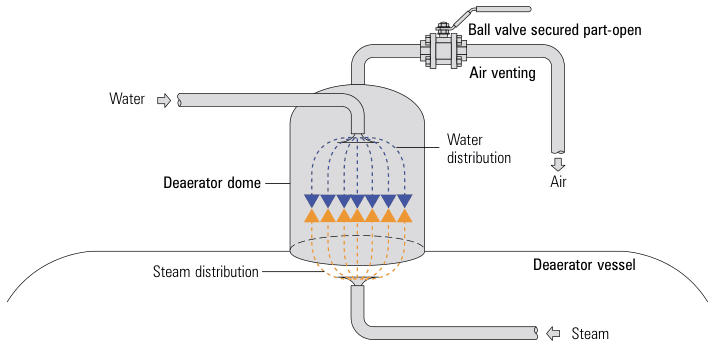 Ball valve secured part-open
Air venting
Water
Water
distribution
Air
Deaerator dome
Deaerator vessel
Steam distribution
Steam